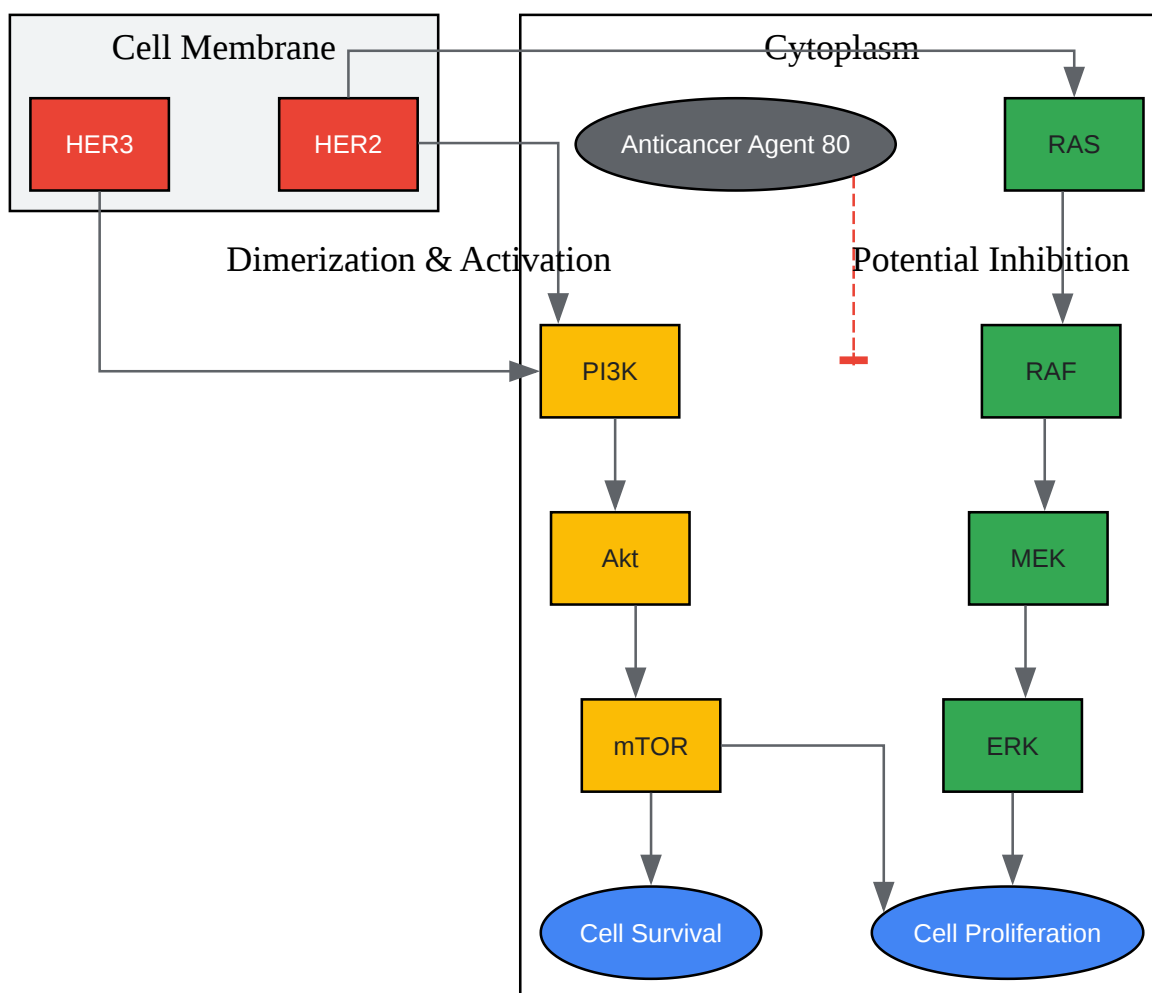 Cell Membrane
Cytoplasm
HER3
HER2
Anticancer Agent 80
RAS
Dimerization & Activation
Potential Inhibition
PI3K
RAF
Akt
MEK
mTOR
ERK
Cell Survival
Cell Proliferation